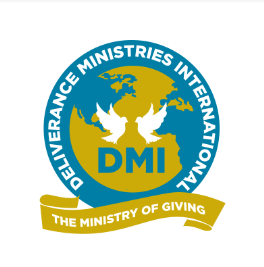 DELIVERANCE MINISTRIES INTERNATIONAL
DMI
THE MINISTRY OF GIVING